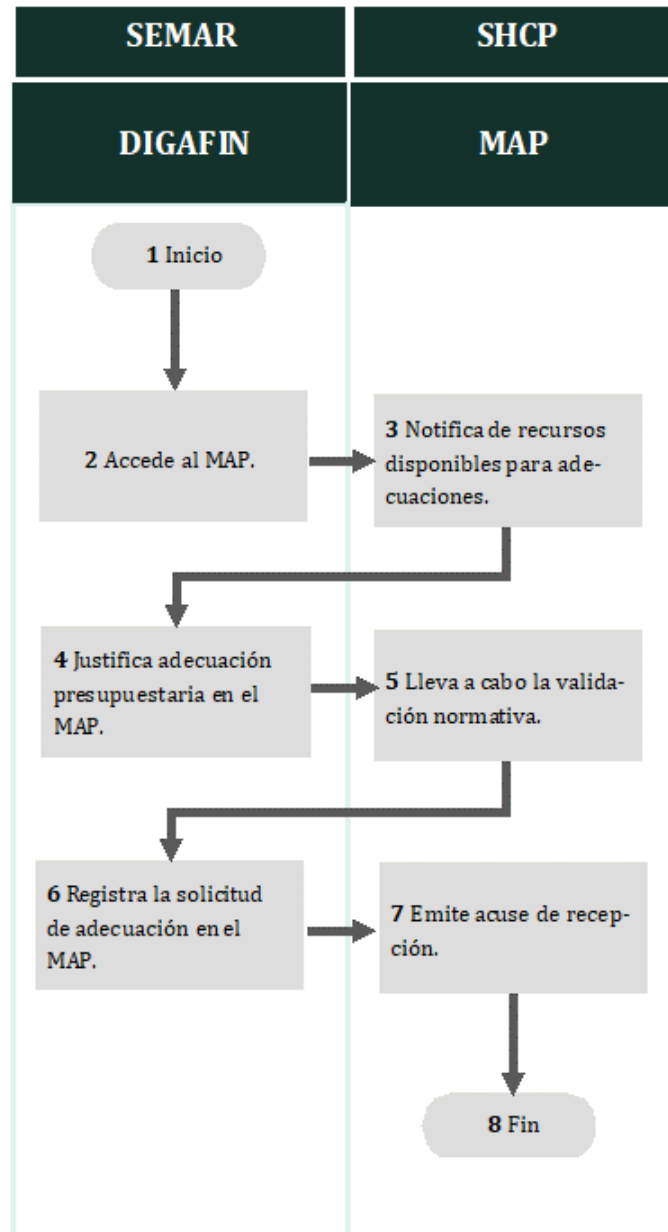 SEMAR
SHCP
DIGAFIN
MAP
1 Inicio
2 Accede al MAP.
3 Notifica de recursos
disponibles para ade-
cuaciones.
4 Justifica adecuación
presupuestaria en el
MAP.
5 Lleva a cabo la valida-
ción normativa.
6 Registra la solicitud
de adecuación en el
MAP.
7 Emite acuse de recep-
ción.
8 Fin